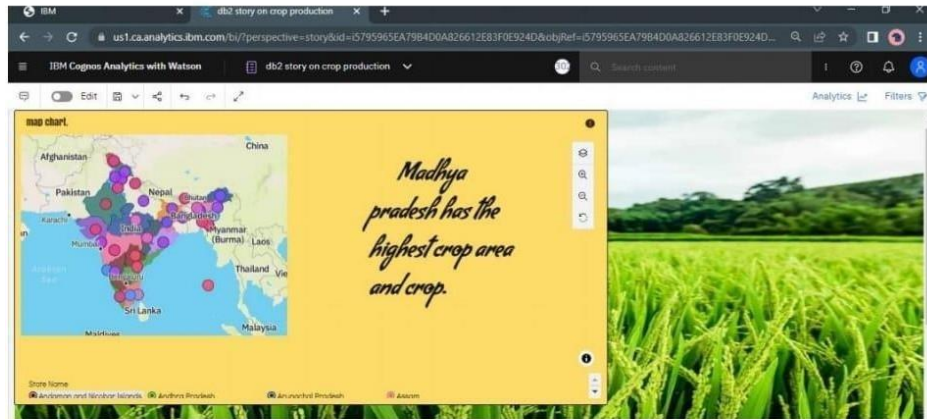 IBM
db2 story on crop production
us1.ca.analytics.ibm.com/bi/?perspective=story&id=i5795965EA79B4D0A826612E83F0E924D&objRef=i5795965EA79B4D0A826612E83F0E924D...
IBM Cognos Analytics with Watson
db2 story on crop production
Search content
Edit
Analytics
Filters
map chart.
China
Afghanistan
Pakistan
Nepal
Bhutan
Karachi
India
Bangladesh
Mumbai
Myanmar
(Burma)
Laos
Thailand
Vie
Sri Lanka
Maldives
Malaysia
Madhya
pradesh has the
highest crop area
and crop.
State Name
Andaman and Nicobar Islands
Andhra Pradesh
Arunachal Pradesh
Assam